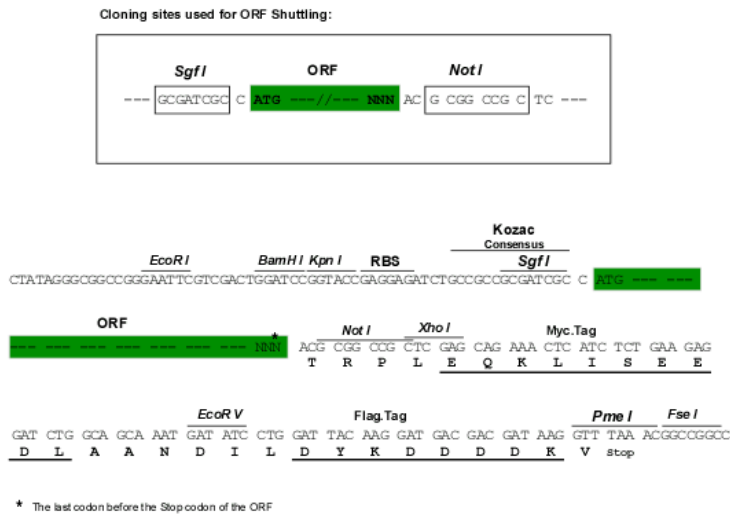 Cloning sites used for ORF Shuttling:
Sgf I ORF Not I
--- GCGATCGC C ATG ---//--- NNN AC G CGG CCG C TC ---
Kozac
Consensus
EcoR I BamH I Kpn I RBS Sgf I
CTATAGGGCGGCCGGGAATTCGTCGACTGGATCCGGTACCGAGGAGATCTGCCGCCGCGATCGC C ATG --- ---
ORF
--- --- --- --- --- --- --- --- --- NNN * ACG CGG CCG CTC GAG CAG AAA CTC ATC TCT GAA GAG
Not I Xho I Myc.Tag
T R P L E Q K L I S E E
EcoR V Flag.Tag Pme I Fse I
GAT CTG GCA GCA AAT GAT ATC CTG GAT TAC AAG GAT GAC GAC GAT AAG GTT TAA ACGGCCGGCC
D L A A N D I L D Y K D D D D K V Stop
* The last codon before the Stop codon of the ORF